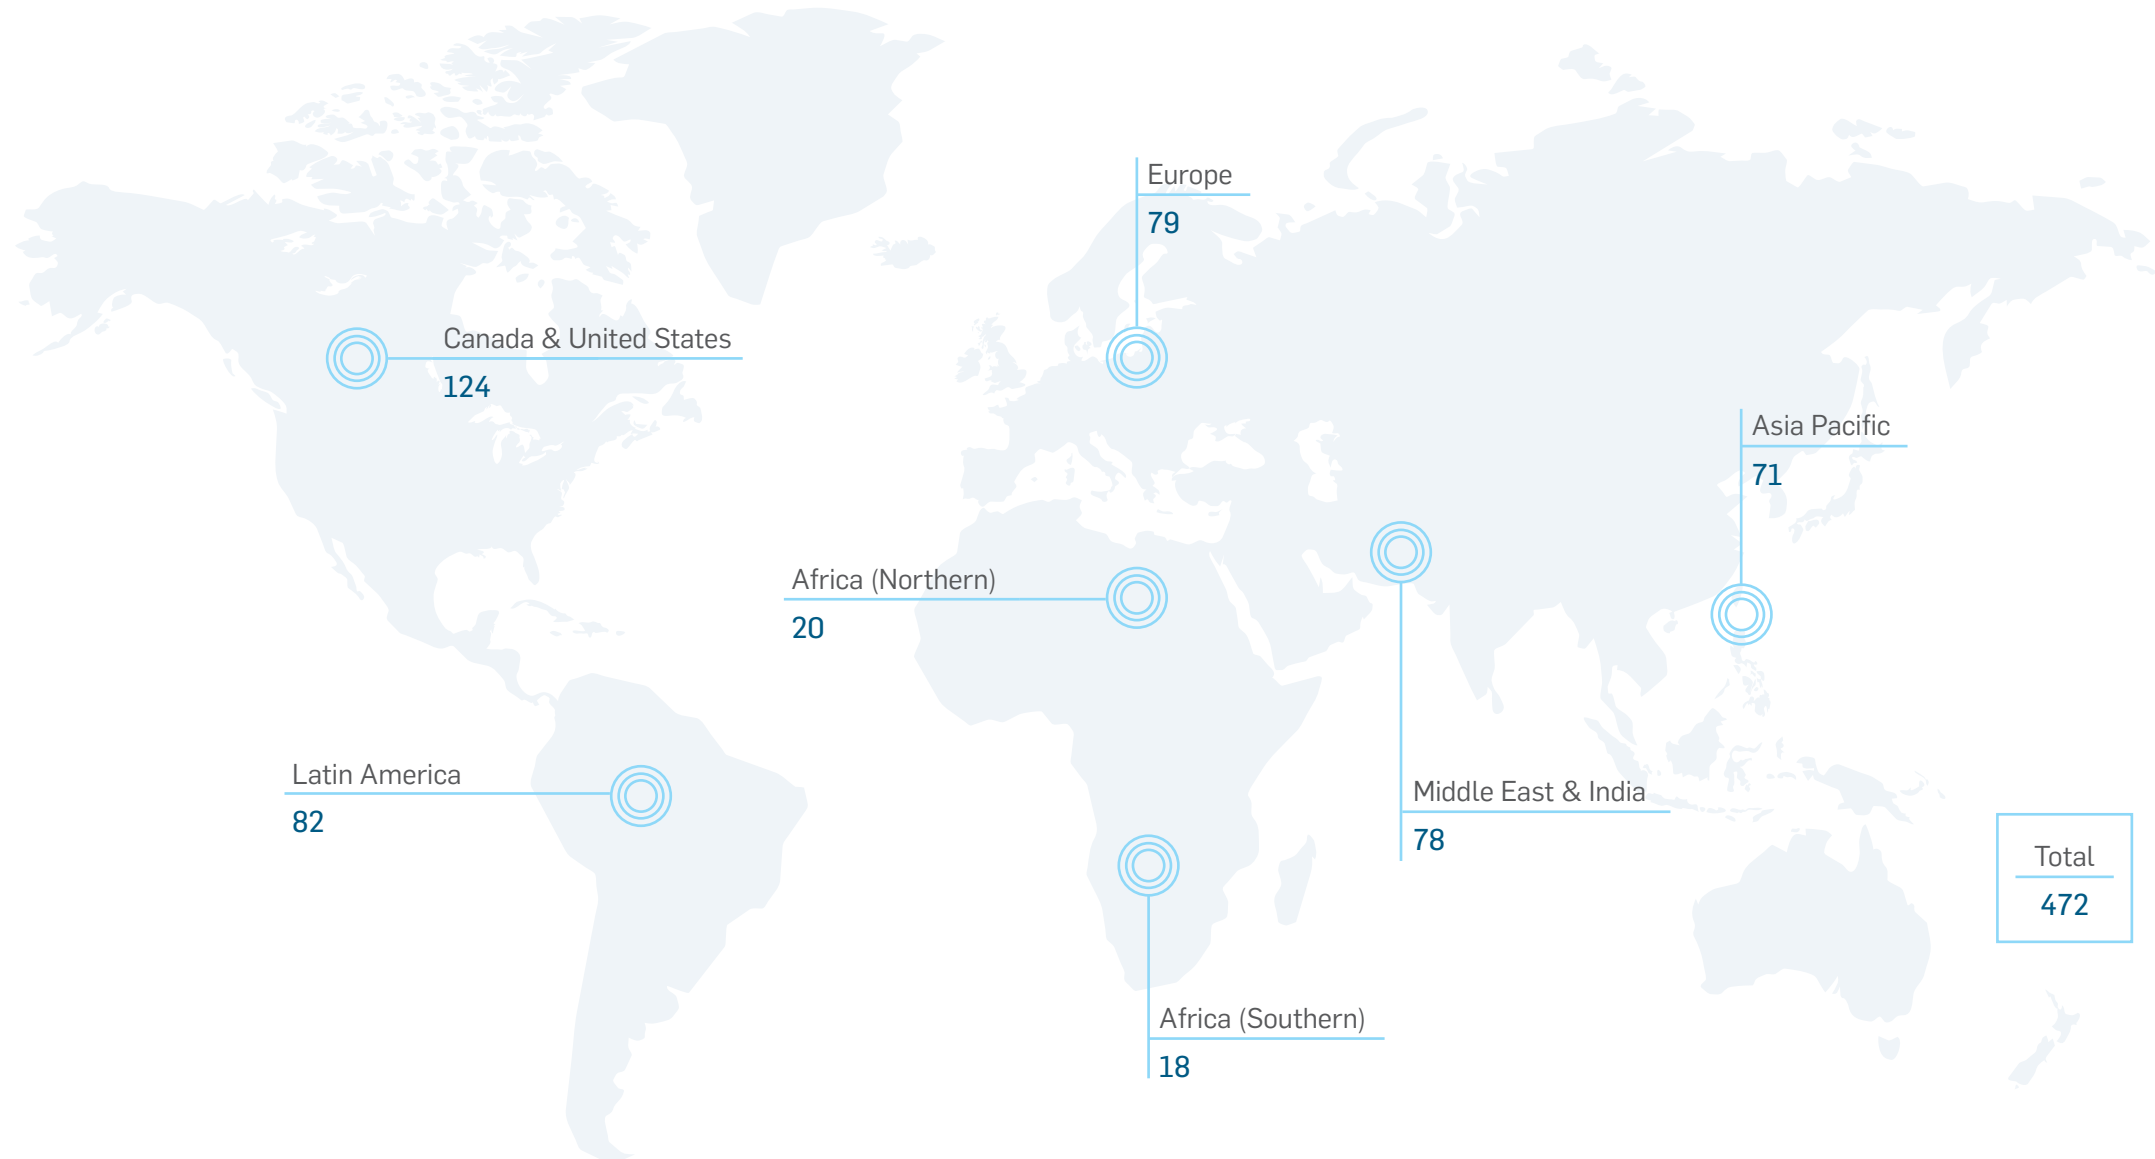 Europe
79
Canada & United States
124
Asia Pacific
71
Africa (Northern)
20
Latin America
82
Middle East & India
78
Total
472
Africa (Southern)
18